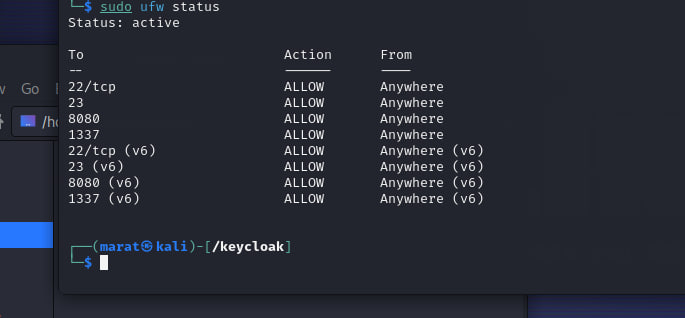 └─$ sudo ufw status
Status: active
To Action From
-- ------ ----
22/tcp ALLOW Anywhere
23 ALLOW Anywhere
8080 ALLOW Anywhere
1337 ALLOW Anywhere
22/tcp (v6) ALLOW Anywhere (v6)
23 (v6) ALLOW Anywhere (v6)
8080 (v6) ALLOW Anywhere (v6)
1337 (v6) ALLOW Anywhere (v6)
┌──(marat㉿kali)-[/keycloak]
└─$
Go